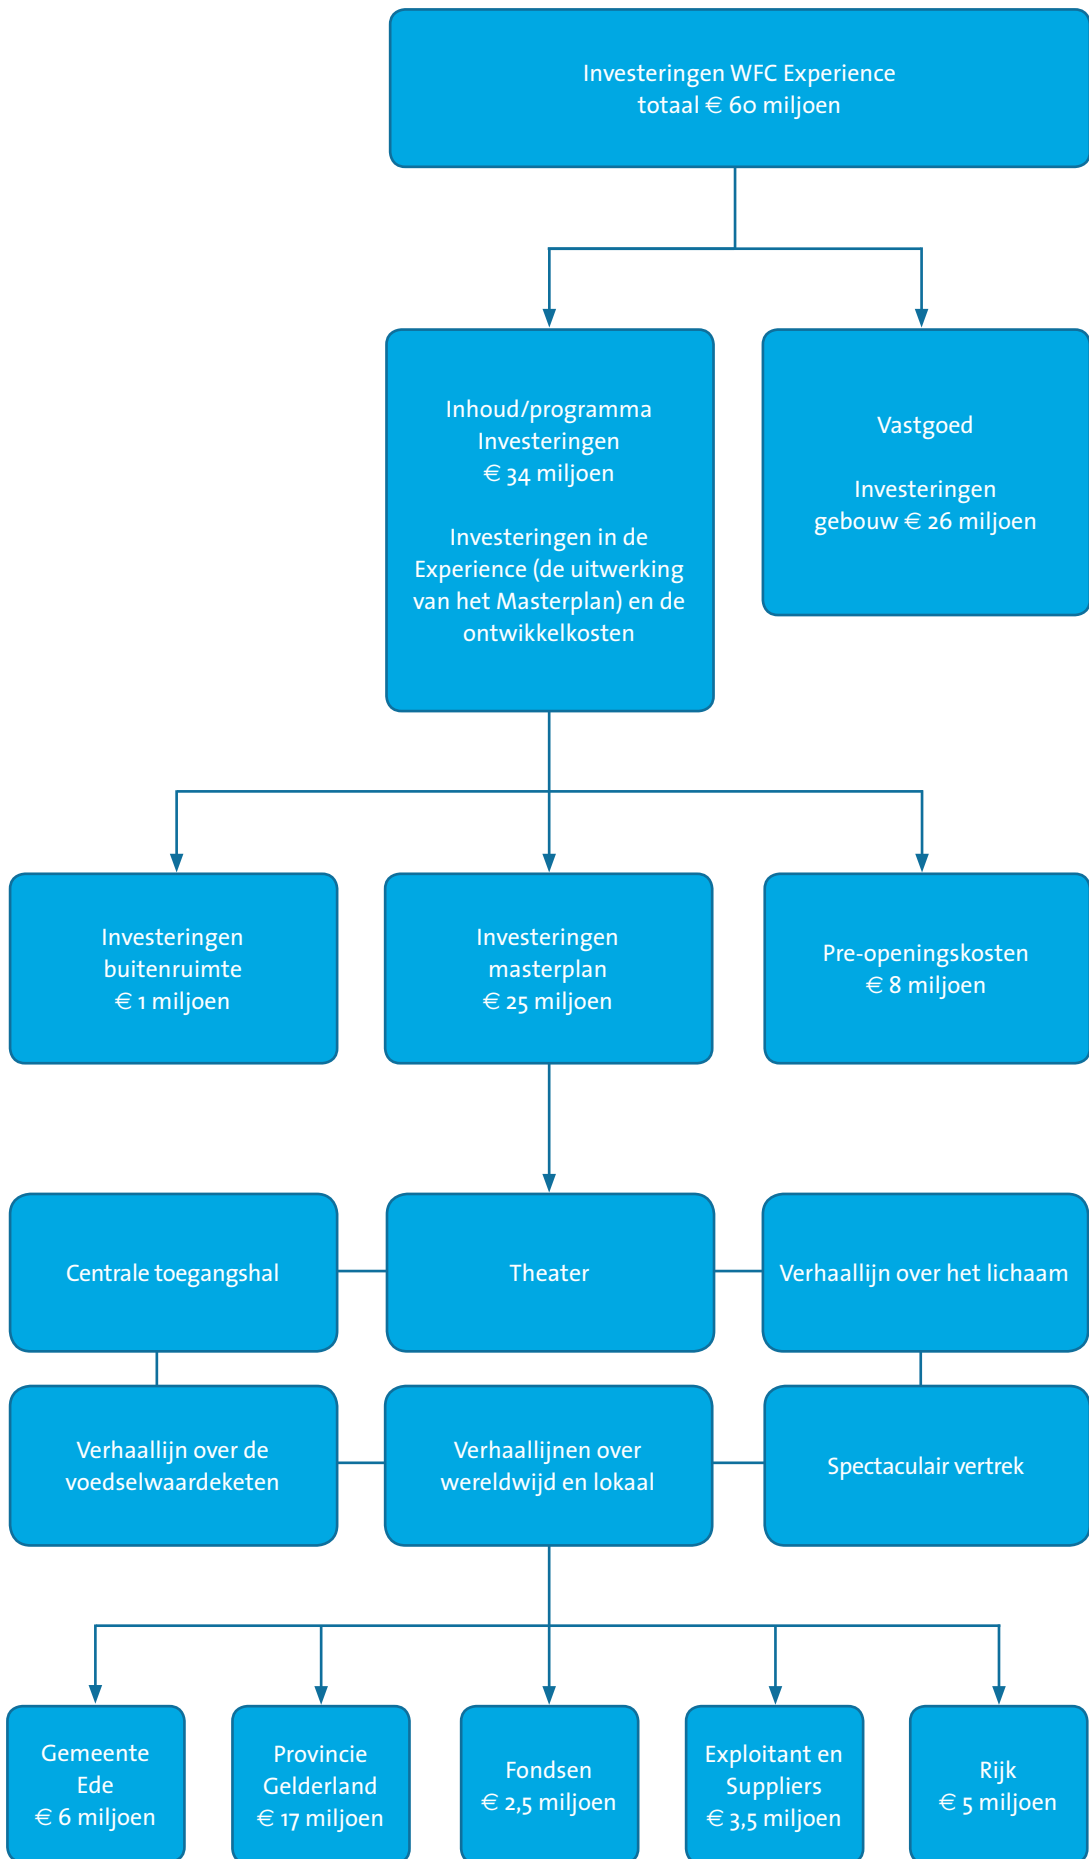 Investeringen WFC Experience
totaal € 60 miljoen
Inhoud/programma
Investeringen
€ 34 miljoen
Investeringen in de
Experience (de uitwerking
van het Masterplan) en de
ontwikkelkosten
Vastgoed
Investeringen
gebouw € 26 miljoen
Investeringen
buitenruimte
€ 1 miljoen
Investeringen
masterplan
€ 25 miljoen
Pre-openingskosten
€ 8 miljoen
Centrale toegangshal
Theater
Verhaallijn over het lichaam
Verhaallijn over de
voedselwaardeketen
Verhaallijnen over
wereldwijd en lokaal
Spectaculair vertrek
Gemeente
Ede
€ 6 miljoen
Provincie
Gelderland
€ 17 miljoen
Fondsen
€ 2,5 miljoen
Exploitant en
Suppliers
€ 3,5 miljoen
Rijk
€ 5 miljoen